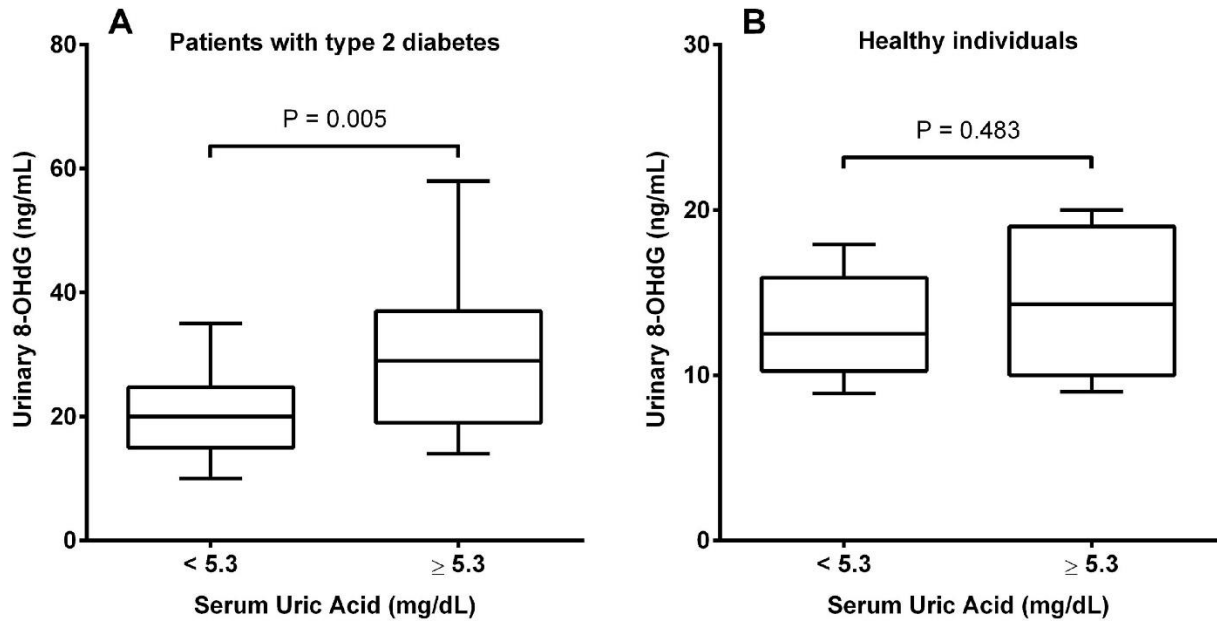 A
Patients with type 2 diabetes
P = 0.005
80
60
40
20
0
Urinary 8-OHdG (ng/mL)
< 5.3
≥ 5.3
Serum Uric Acid (mg/dL)
B
Healthy individuals
P = 0.483
30
20
10
0
Urinary 8-OHdG (ng/mL)
< 5.3
≥ 5.3
Serum Uric Acid (mg/dL)